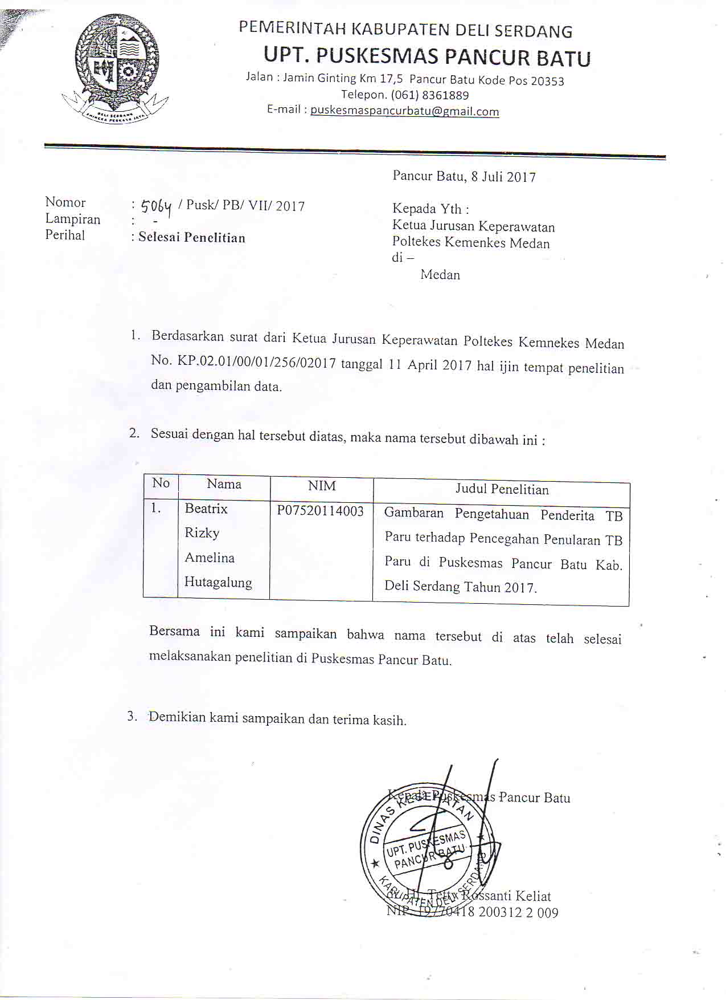 PEMERINTAH KABUPATEN DELI SERDANG
UPT. PUSKESMAS PANCUR BATU
Jalan : Jamin Ginting Km 17,5 Pancur Batu Kode Pos 20353
Telepon. (061) 8361889
E-mail : puskesmaspancurbatu@gmail.com
DELI SERDANG
Pancur Batu, 8 Juli 2017
Nomor : 5064 / Pusk/ PB/ VII/ 2017
Lampiran : -
Perihal : Selesai Penelitian
Kepada Yth :
Ketua Jurusan Keperawatan
Poltekes Kemenkes Medan
di –
Medan
1. Berdasarkan surat dari Ketua Jurusan Keperawatan Poltekes Kemnekes Medan
No. KP.02.01/00/01/256/02017 tanggal 11 April 2017 hal ijin tempat penelitian
dan pengambilan data.
2. Sesuai dengan hal tersebut diatas, maka nama tersebut dibawah ini :
No Nama NIM Judul Penelitian
1. Beatrix P07520114003 Gambaran Pengetahuan Penderita TB
Rizky Paru terhadap Pencegahan Penularan TB
Amelina Paru di Puskesmas Pancur Batu Kab.
Hutagalung Deli Serdang Tahun 2017.
Bersama ini kami sampaikan bahwa nama tersebut di atas telah selesai
melaksanakan penelitian di Puskesmas Pancur Batu.
3. Demikian kami sampaikan dan terima kasih.
Kepala Puskesmas Pancur Batu
DINAS KESEHATAN
UPT. PUSKESMAS
PANCUR BATU
KABUPATEN DELI SERDANG
Hj. Tetty Rossanti Keliat
NIP. 19770418 200312 2 009